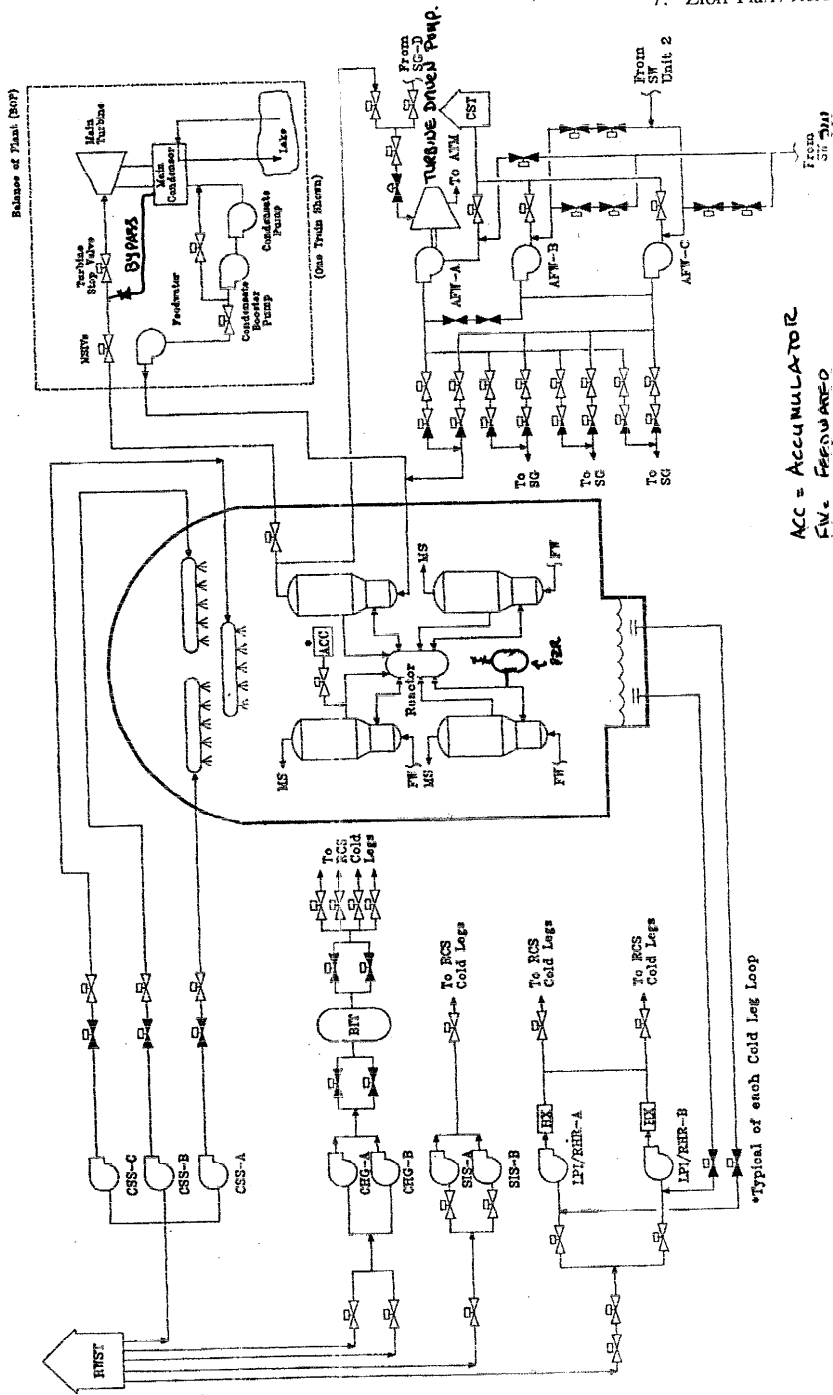 7. Zion
Balance of Plant (BOP)
Main
Turbine
Turbine
Stop Valve
MSIVs
BYPASS
Main
Condensor
Lake
Condensate
Pump
Condensate
Booster
Pump
Feedwater
(One Train Shown)
From
SG-D
TURBINE DRIVEN PUMP.
CST
To ATM
AFW-A
AFW-B
AFW-C
From
SW
Unit 2
From
SW
To
SG
To
SG
To
SG
MS
MS
MS
ACC
*
Reactor
PZR
FW
FW
FW
CSS-C
CSS-B
CSS-A
RWST
CHG-A
CHG-B
BIT
To
RCS
Cold
Legs
SIS-A
SIS-B
To RCS
Cold Legs
LPI/RHR-A
HX
To RCS
Cold Legs
LPI/RHR-B
HX
To RCS
Cold Legs
*Typical of each Cold Leg Loop
ACC = ACCUMULATOR
FW = FEEDWATER